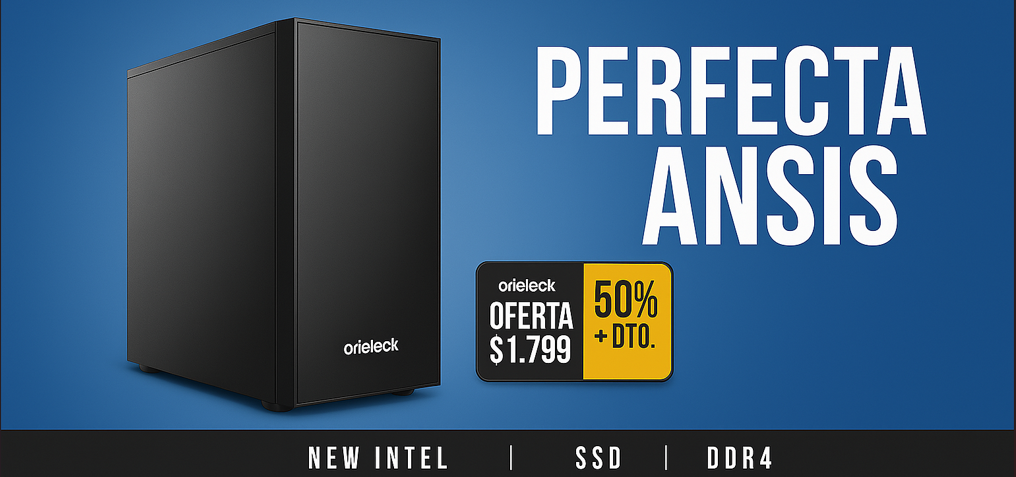 PERFECTA
ANSIS
orieleck
OFERTA
$1.799
50%
+ DTO.
orieleck
NEW INTEL | SSD | DDR4